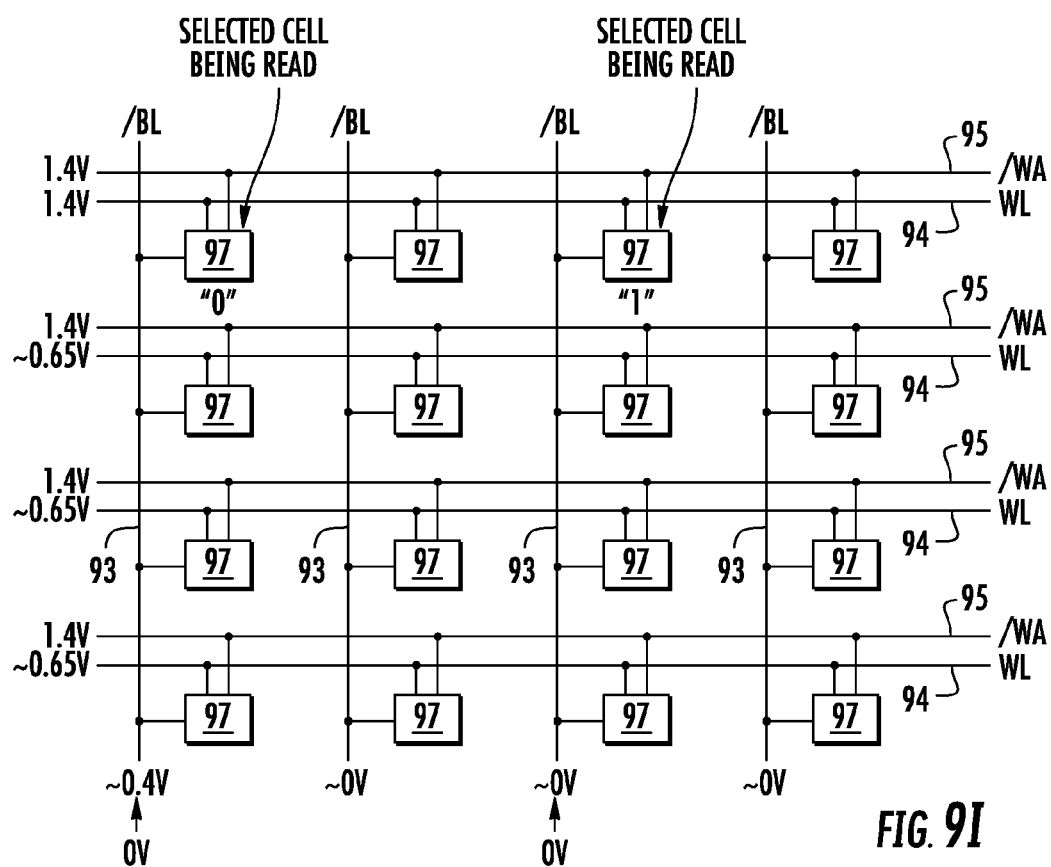 SELECTED CELL
BEING READ
SELECTED CELL
BEING READ
/BL /BL /BL /BL
95
1.4V /WA
1.4V WL
94
97 97 97 97
"0" "1"
95
1.4V /WA
~0.65V WL
94
97 97 97 97
95
1.4V /WA
~0.65V WL
94
93 93 93 93
97 97 97 97
95
1.4V /WA
~0.65V WL
94
97 97 97 97
~0.4V ~0V ~0V ~0V
0V 0V
FIG. 9I